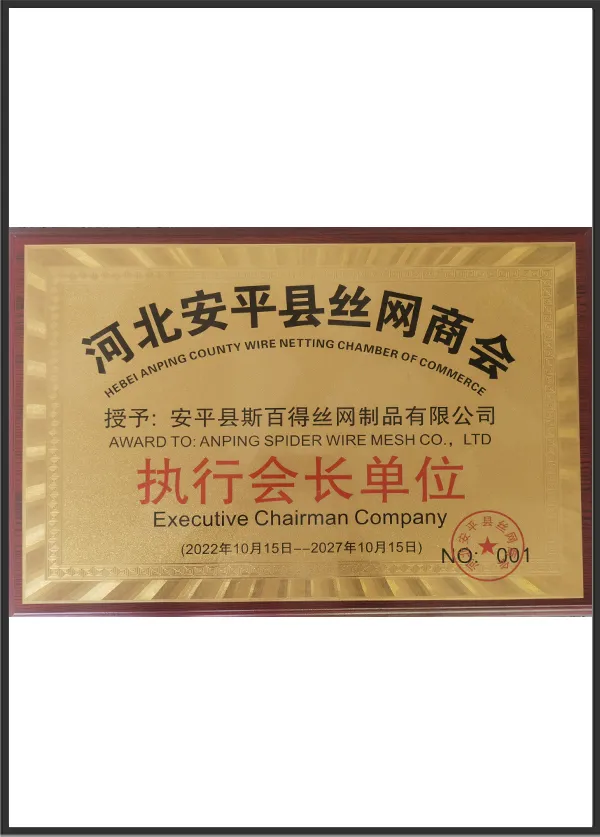 河北安平县丝网商会
HEBEI ANPING COUNTY WIRE NETTING CHAMBER OF COMMERCE
授予：安平县斯百得丝网制品有限公司
AWARD TO: ANPING SPIDER WIRE MESH CO.，LTD
执行会长单位
Executive Chairman Company
(2022年10月15日--2027年10月15日)
NO: 001